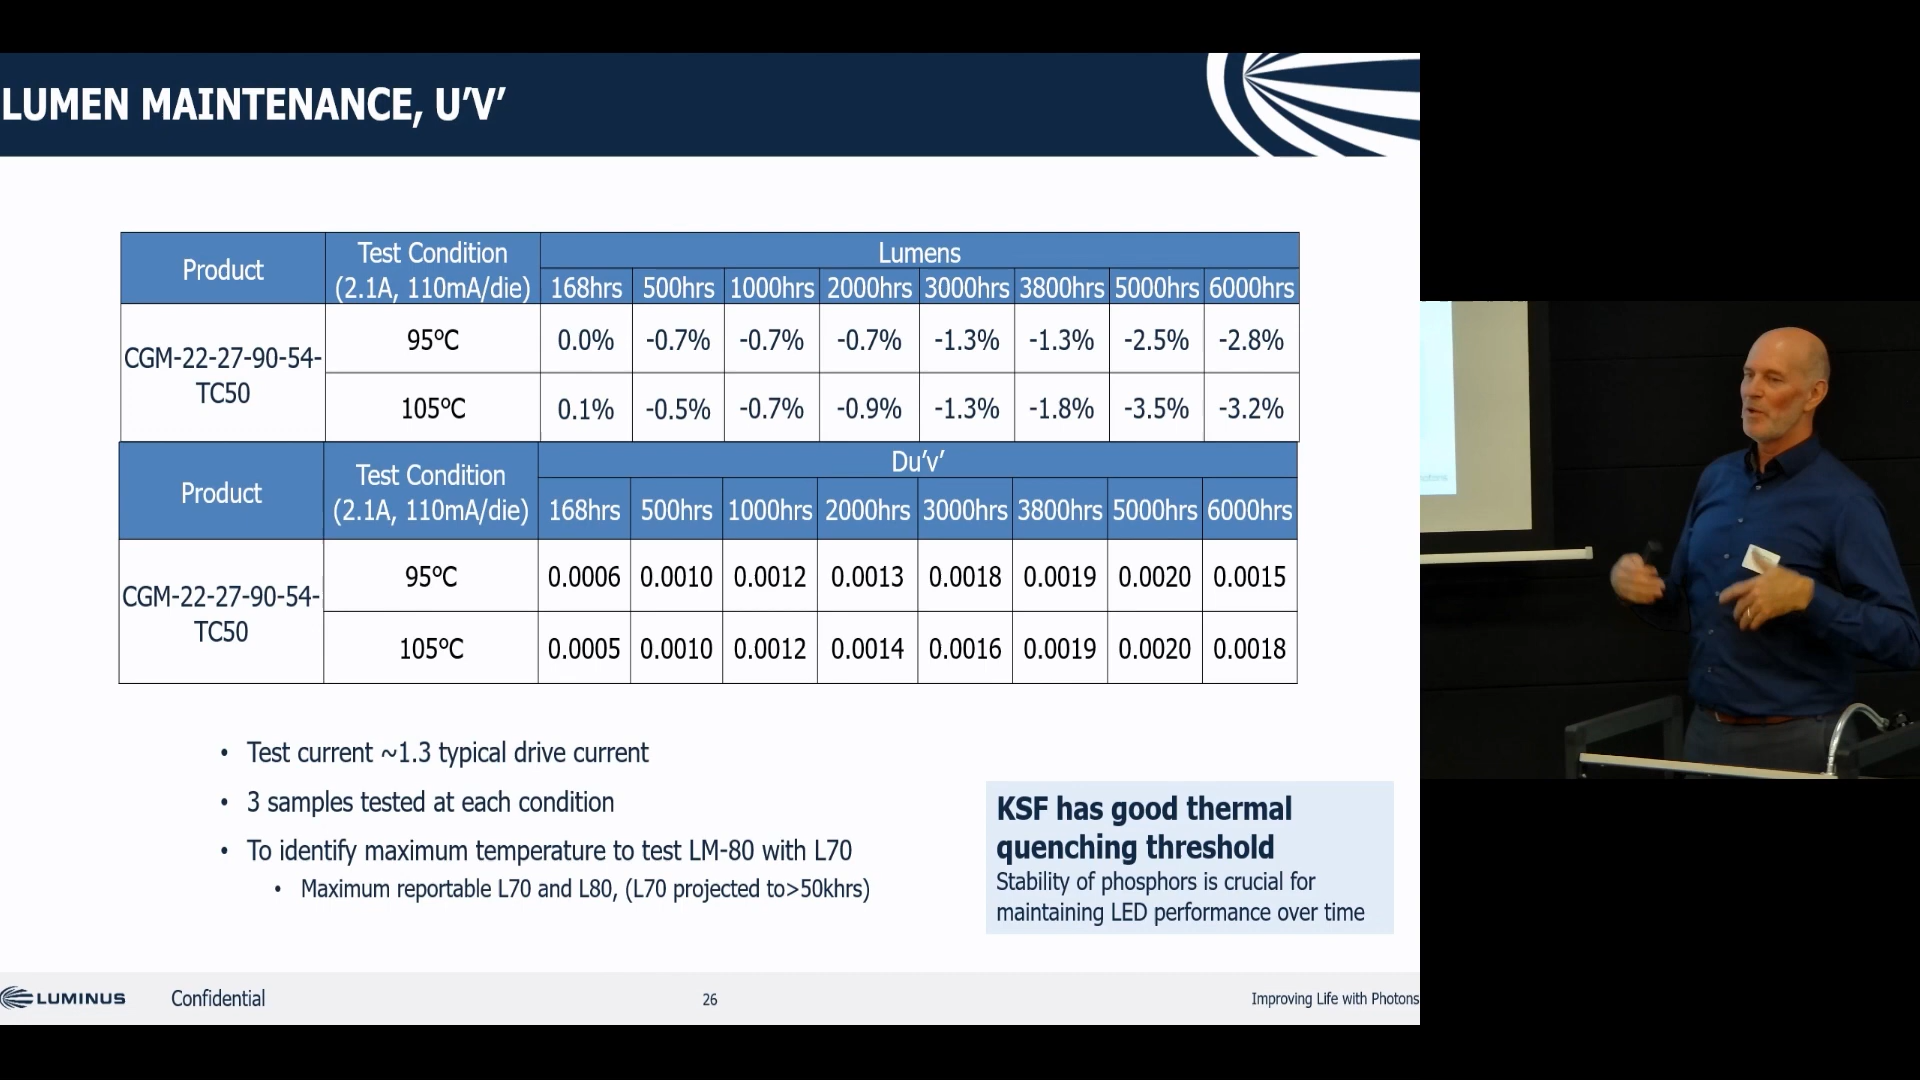 LUMEN MAINTENANCE, U'V'
Product
Test Condition
(2.1A, 110mA/die)
Lumens
168hrs 500hrs 1000hrs 2000hrs 3000hrs 3800hrs 5000hrs 6000hrs
CGM-22-27-90-54-
TC50
95°C 0.0% -0.7% -0.7% -0.7% -1.3% -1.3% -2.5% -2.8%
105°C 0.1% -0.5% -0.7% -0.9% -1.3% -1.8% -3.5% -3.2%
Product
Test Condition
(2.1A, 110mA/die)
Du'v'
168hrs 500hrs 1000hrs 2000hrs 3000hrs 3800hrs 5000hrs 6000hrs
CGM-22-27-90-54-
TC50
95°C 0.0006 0.0010 0.0012 0.0013 0.0018 0.0019 0.0020 0.0015
105°C 0.0005 0.0010 0.0012 0.0014 0.0016 0.0019 0.0020 0.0018
• Test current ~1.3 typical drive current
• 3 samples tested at each condition
• To identify maximum temperature to test LM-80 with L70
• Maximum reportable L70 and L80, (L70 projected to>50khrs)
KSF has good thermal
quenching threshold
Stability of phosphors is crucial for
maintaining LED performance over time
LUMINUS
Confidential
26
Improving Life with Photons